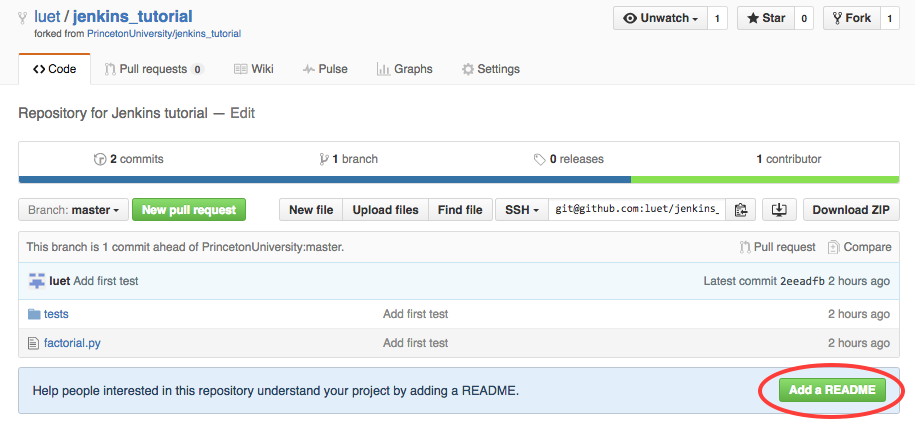 luet / jenkins_tutorial Unwatch 1 Star 0 Fork 1
forked from PrincetonUniversity/jenkins_tutorial
Code Pull requests 0 Wiki Pulse Graphs Settings
Repository for Jenkins tutorial — Edit
2 commits 1 branch 0 releases 1 contributor
Branch: master New pull request New file Upload files Find file SSH git@github.com:luet/jenkins_ Download ZIP
This branch is 1 commit ahead of PrincetonUniversity:master. Pull request Compare
luet Add first test Latest commit 2eeadfb 2 hours ago
tests Add first test 2 hours ago
factorial.py Add first test 2 hours ago
Help people interested in this repository understand your project by adding a README. Add a README